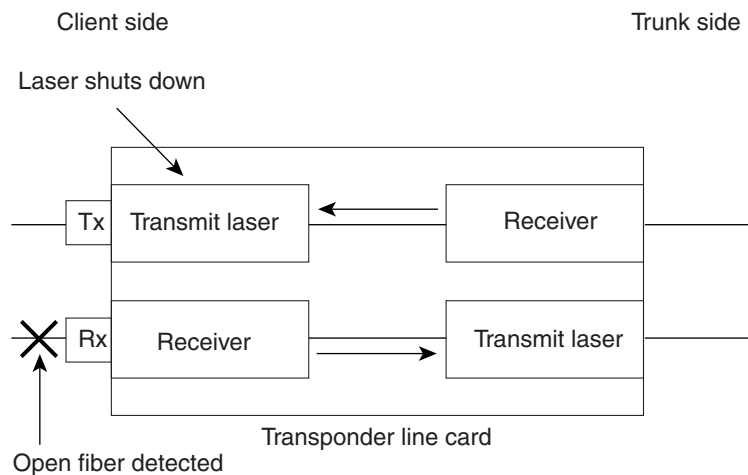 Client side
Trunk side
Laser shuts down
Tx
Transmit laser
Receiver
Rx
Receiver
Transmit laser
Transponder line card
Open fiber detected